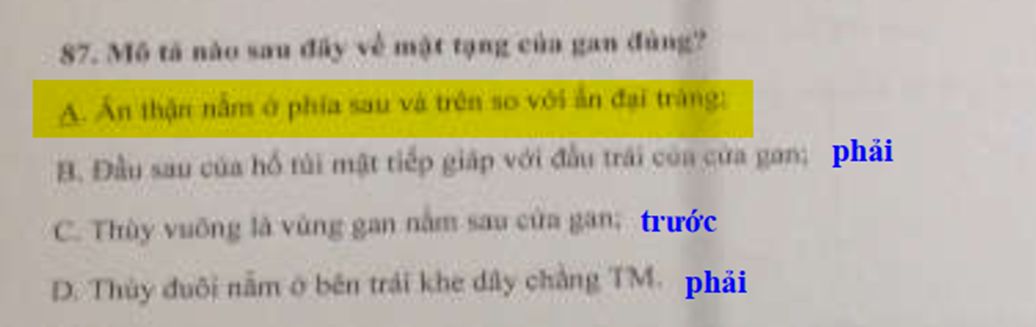 87. Mô tả nào sau đây về mặt tạng của gan đúng?
A. Ấn thận nằm ở phía sau và trên so với ấn đại tràng;
B. Đầu sau của hố túi mật tiếp giáp với đầu trái của cửa gan; phải
C. Thùy vuông là vùng gan nằm sau cửa gan; trước
D. Thùy đuôi nằm ở bên trái khe dây chằng TM. phải